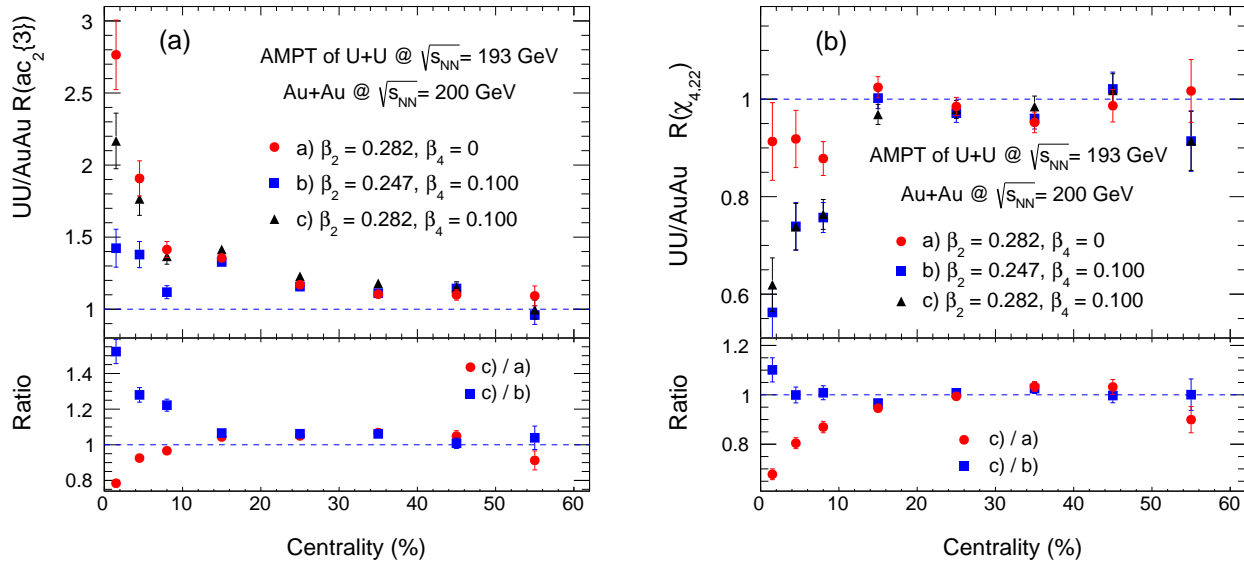 UU/AuAu R(ac₂{3})
3
2.5
2
1.5
1
(a)
AMPT of U+U @ √s_NN = 193 GeV
Au+Au @ √s_NN = 200 GeV
a) β₂ = 0.282, β₄ = 0
b) β₂ = 0.247, β₄ = 0.100
c) β₂ = 0.282, β₄ = 0.100
Ratio
1.4
1.2
1
0.8
c) / a)
c) / b)
0 10 20 30 40 50 60
Centrality (%)
UU/AuAu R(χ₄,₂₂)
1
0.8
0.6
(b)
AMPT of U+U @ √s_NN = 193 GeV
Au+Au @ √s_NN = 200 GeV
a) β₂ = 0.282, β₄ = 0
b) β₂ = 0.247, β₄ = 0.100
c) β₂ = 0.282, β₄ = 0.100
Ratio
1.2
1
0.8
c) / a)
c) / b)
0 10 20 30 40 50 60
Centrality (%)